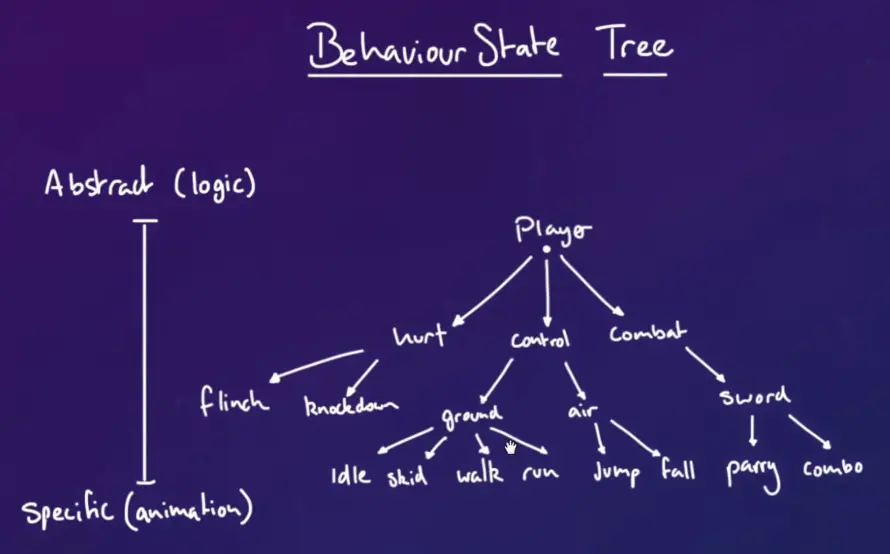 Behaviour State Tree
Abstract (logic)
Player
hurt control Combat
flinch knockdown ground air sword
Idle skid walk run Jump fall parry combo
Specific (animation)